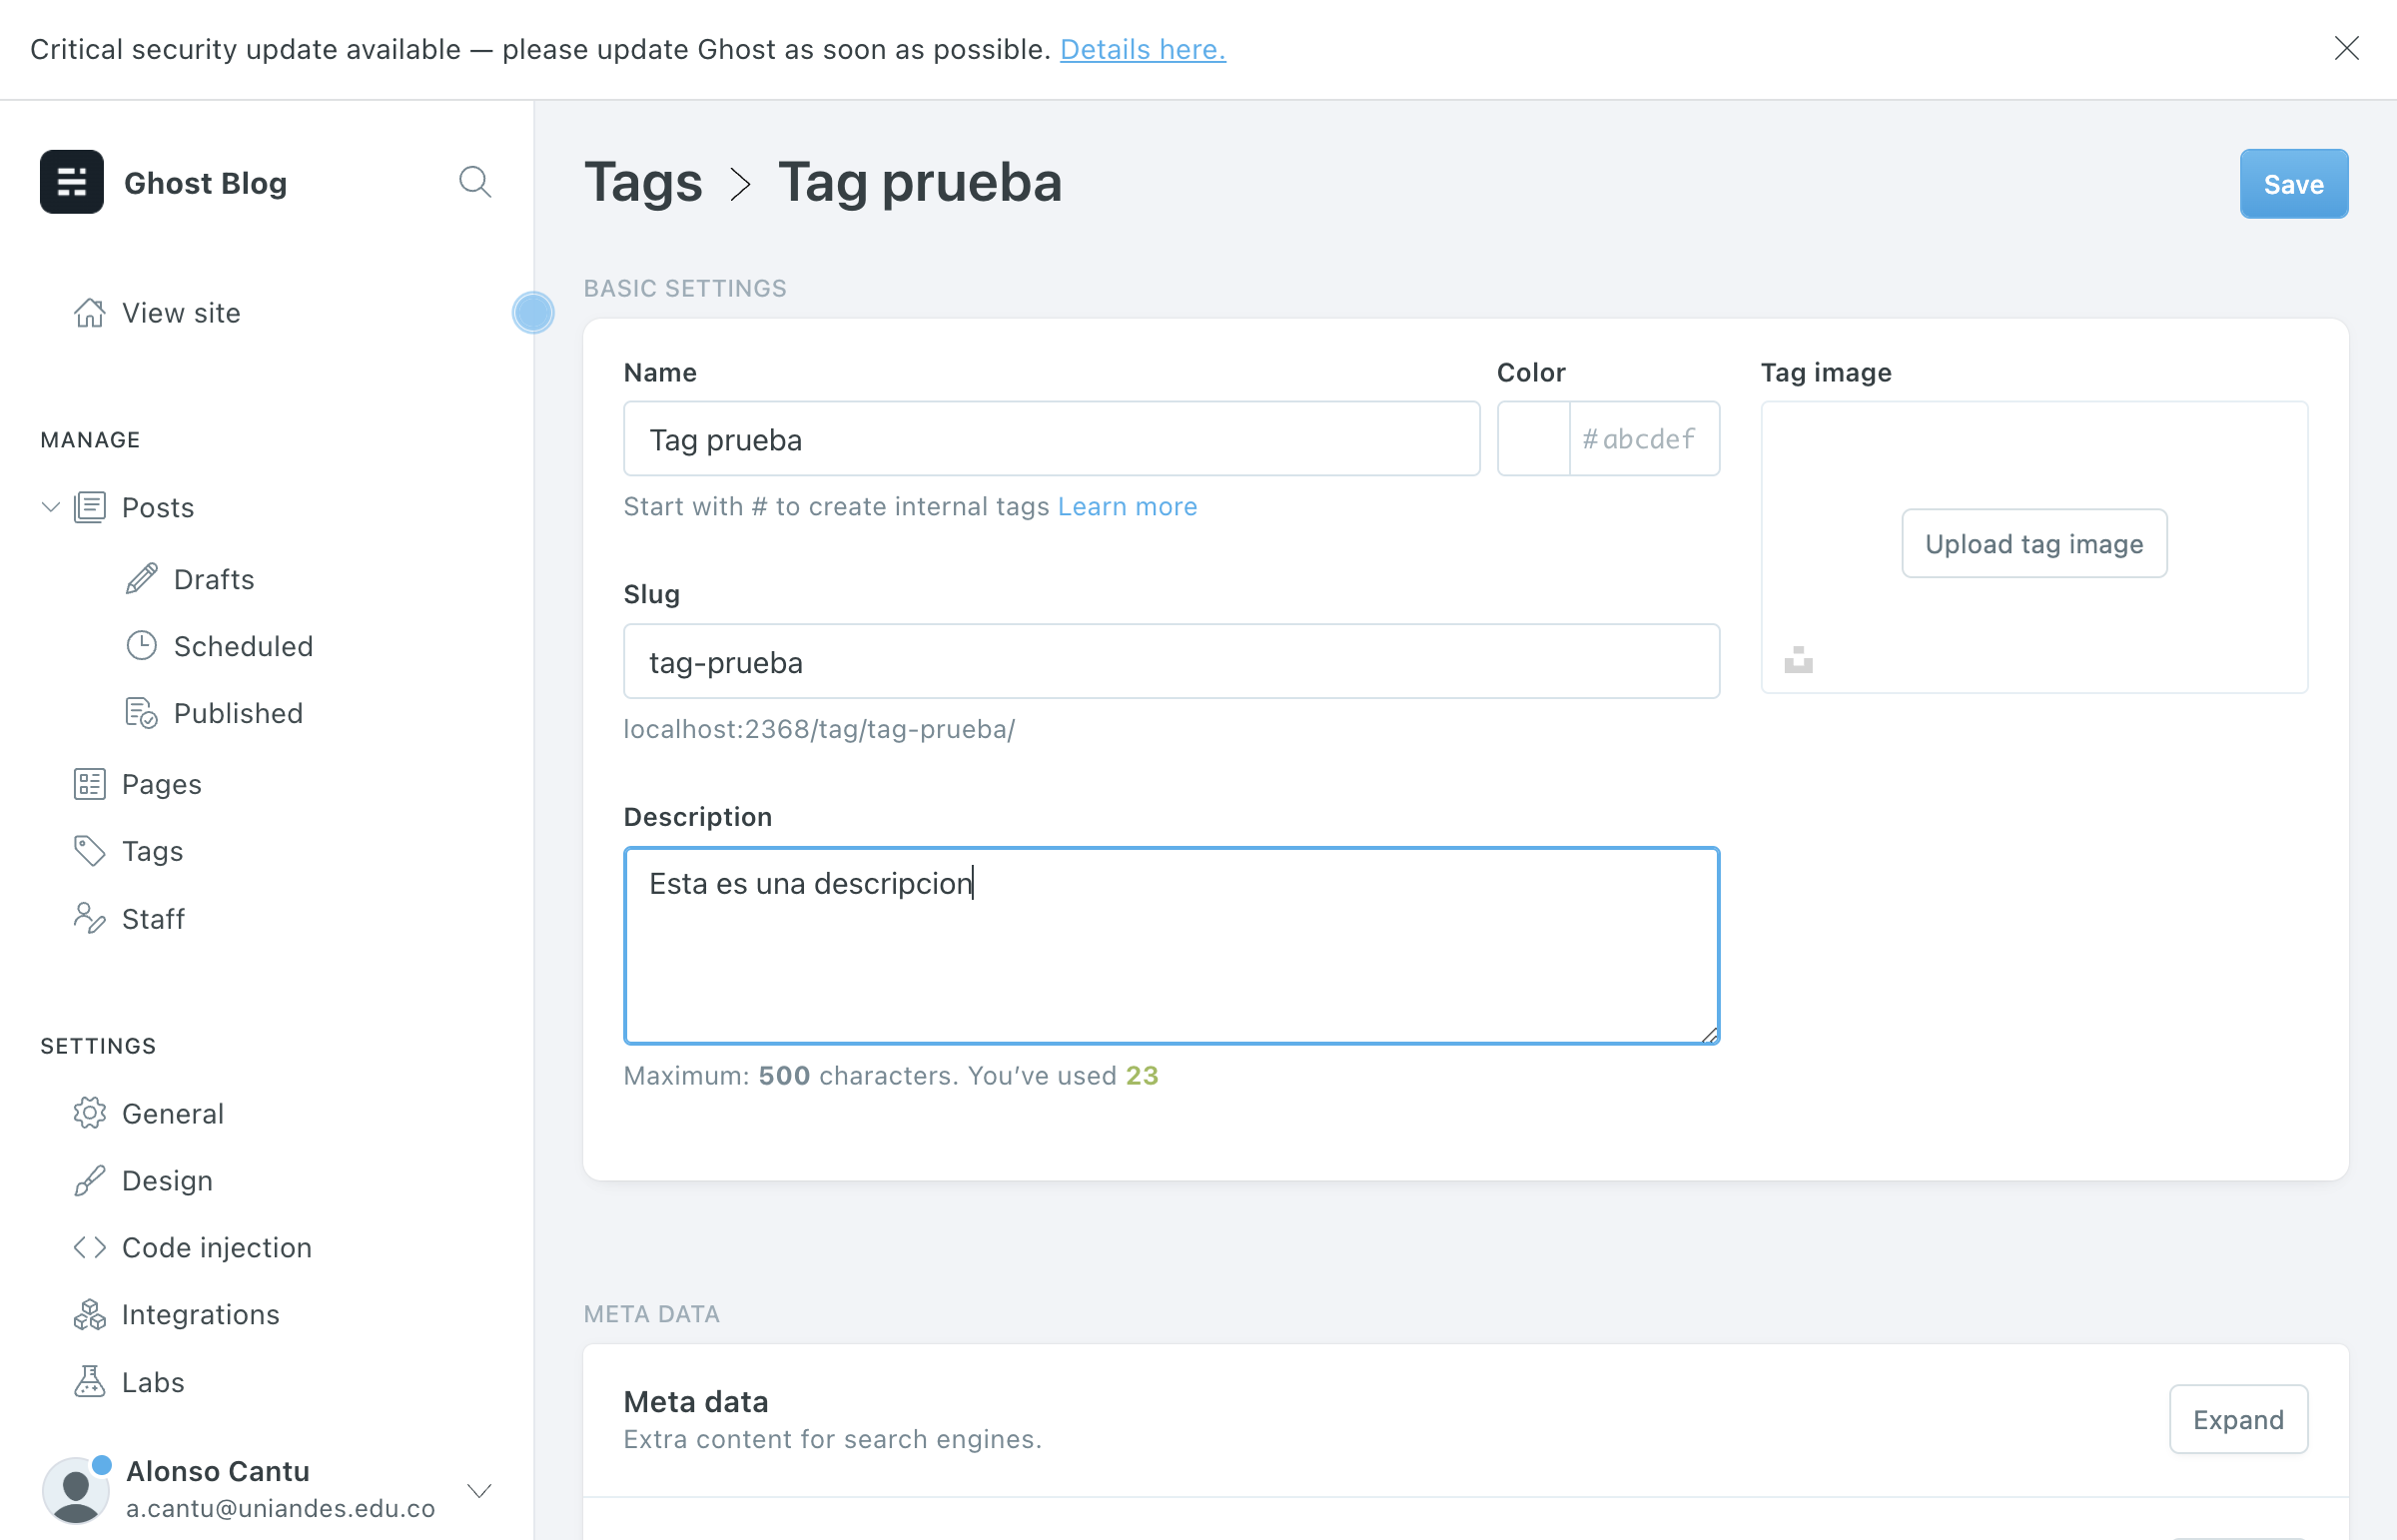 Critical security update available — please update Ghost as soon as possible. Details here.
Ghost Blog
View site
MANAGE
Posts
Drafts
Scheduled
Published
Pages
Tags
Staff
SETTINGS
General
Design
Code injection
Integrations
Labs
Alonso Cantu
a.cantu@uniandes.edu.co
Tags > Tag prueba
Save
BASIC SETTINGS
Name
Tag prueba
Start with # to create internal tags Learn more
Color
#abcdef
Tag image
Upload tag image
Slug
tag-prueba
localhost:2368/tag/tag-prueba/
Description
Esta es una descripcion
Maximum: 500 characters. You’ve used 23
META DATA
Meta data
Extra content for search engines.
Expand